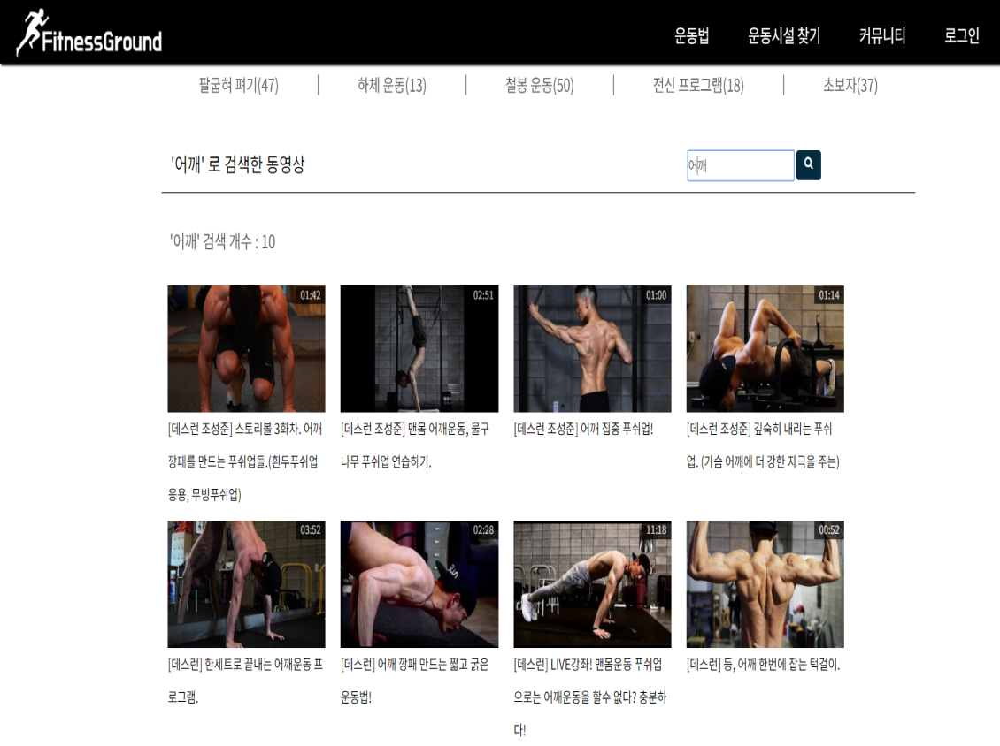 FitnessGround
운동법 운동시설 찾기 커뮤니티 로그인
팔굽혀 펴기(47) | 하체 운동(13) | 철봉 운동(50) | 전신 프로그램(18) | 초보자(37)
'어깨' 로 검색한 동영상
어깨
'어깨' 검색 개수 : 10
01:42
02:51
01:00
01:14
[데스런 조성준] 스토리볼 3화차. 어깨
깡패를 만드는 푸쉬업들.(흰두푸쉬업
응용, 무빙푸쉬업)
[데스런 조성준] 맨몸 어깨운동, 물구
나무 푸쉬업 연습하기.
[데스런 조성준] 어깨 집중 푸쉬업!
[데스런 조성준] 깊숙히 내리는 푸쉬
업. (가슴 어깨에 더 강한 자극을 주는)
03:52
02:28
11:18
00:52
[데스런] 한세트로 끝내는 어깨운동 프
로그램.
[데스런] 어깨 깡패 만드는 짧고 굵은
운동법!
[데스런] LIVE강좌! 맨몸운동 푸쉬업
으로는 어깨운동을 할수 없다? 충분하
다!
[데스런] 등, 어깨 한번에 잡는 턱걸이.